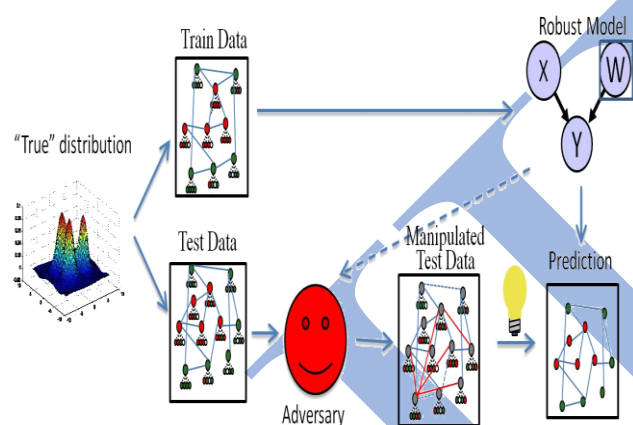 Robust Model
Train Data
X
W
"True" distribution
Y
Test Data
Manipulated
Test Data
Prediction
Adversary